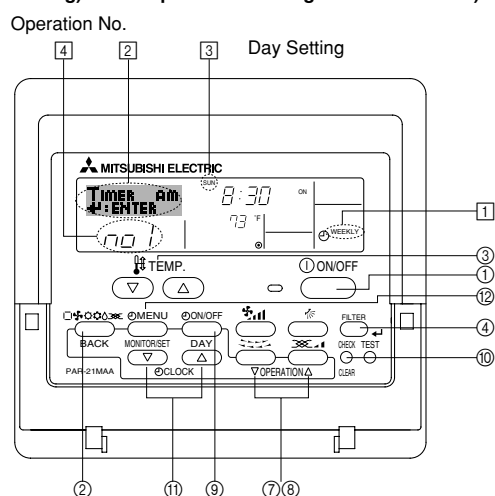 Operation No.
4 2 3 Day Setting
MITSUBISHI ELECTRIC
TIMER am
↵:ENTER
SUN
8:30 ON
73 °F
no 1
WEEKLY
1
TEMP.
ON/OFF
3
1
12
MENU ON/OFF FILTER
4
BACK MONITOR/SET DAY CHECK TEST
10
PAR-21MAA CLOCK OPERATION CLEAR
2 11 9 7 8